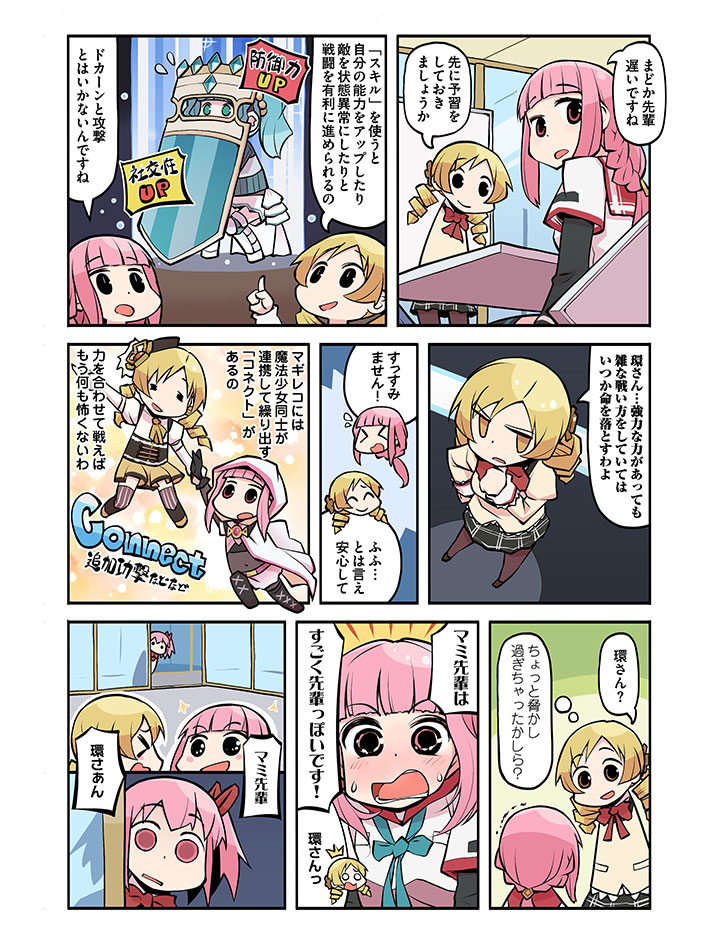 まどか先輩
遅いですね
先に予習を
しておき
ましょうか
「スキル」を使うと
自分の能力をアップしたり
敵を状態異常にしたりと
戦闘を有利に進められるの
防御力
UP
社交性
UP
ドカーンと攻撃
とはいかないんですね
環さん…強力な力があっても
雑な戦い方をしていては
いつか命を落とすわよ
すっすみ
ません!
ふふ…
とは言え
安心して
マギレコには
魔法少女同士が
連携して繰り出す
「コネクト」が
あるの
力を合わせて戦えば
もう何も怖くないわ
Connect
追加攻撃などなど
環さん?
ちょっと脅かし
過ぎちゃったかしら?
マミ先輩は
すごく先輩っぽいです!
環さんっ
マミ先輩
環さぁん